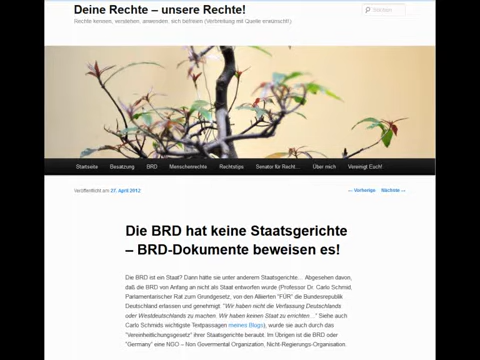 Deine Rechte – unsere Rechte!
Rechte kennen, verstehen, anwenden, sich befreien (Verbreitung mit Quelle erwünscht!)
Suchen
Startseite Besatzung BRD Menschenrechte Rechtstips Senator für Recht... Über mich Vereinigt Euch!
Veröffentlicht am 27. April 2012
← Vorherige Nächste →
Die BRD hat keine Staatsgerichte
– BRD-Dokumente beweisen es!
Die BRD ist ein Staat? Dann hätte sie unter anderem Staatsgerichte... Abgesehen davon,
daß die BRD von Anfang an nicht als Staat entworfen wurde (Professor Dr. Carlo Schmid,
Parlamentarischer Rat zum Grundgesetz, von den Alliierten "FÜR" die Bundesrepublik
Deutschland erlassen und genehmigt: "Wir haben nicht die Verfassung Deutschlands
oder Westdeutschlands zu machen. Wir haben keinen Staat zu errichten..." Siehe auch
Carlo Schmids wichtigste Textpassagen meines Blogs), wurde sie auch durch das
"Vereinheitlichungsgesetz" ihrer Staatsgerichte beraubt. Im Übrigen ist die BRD oder
"Germany" eine NGO – Non Govermental Organization, Nicht-Regierungs-Organisation.